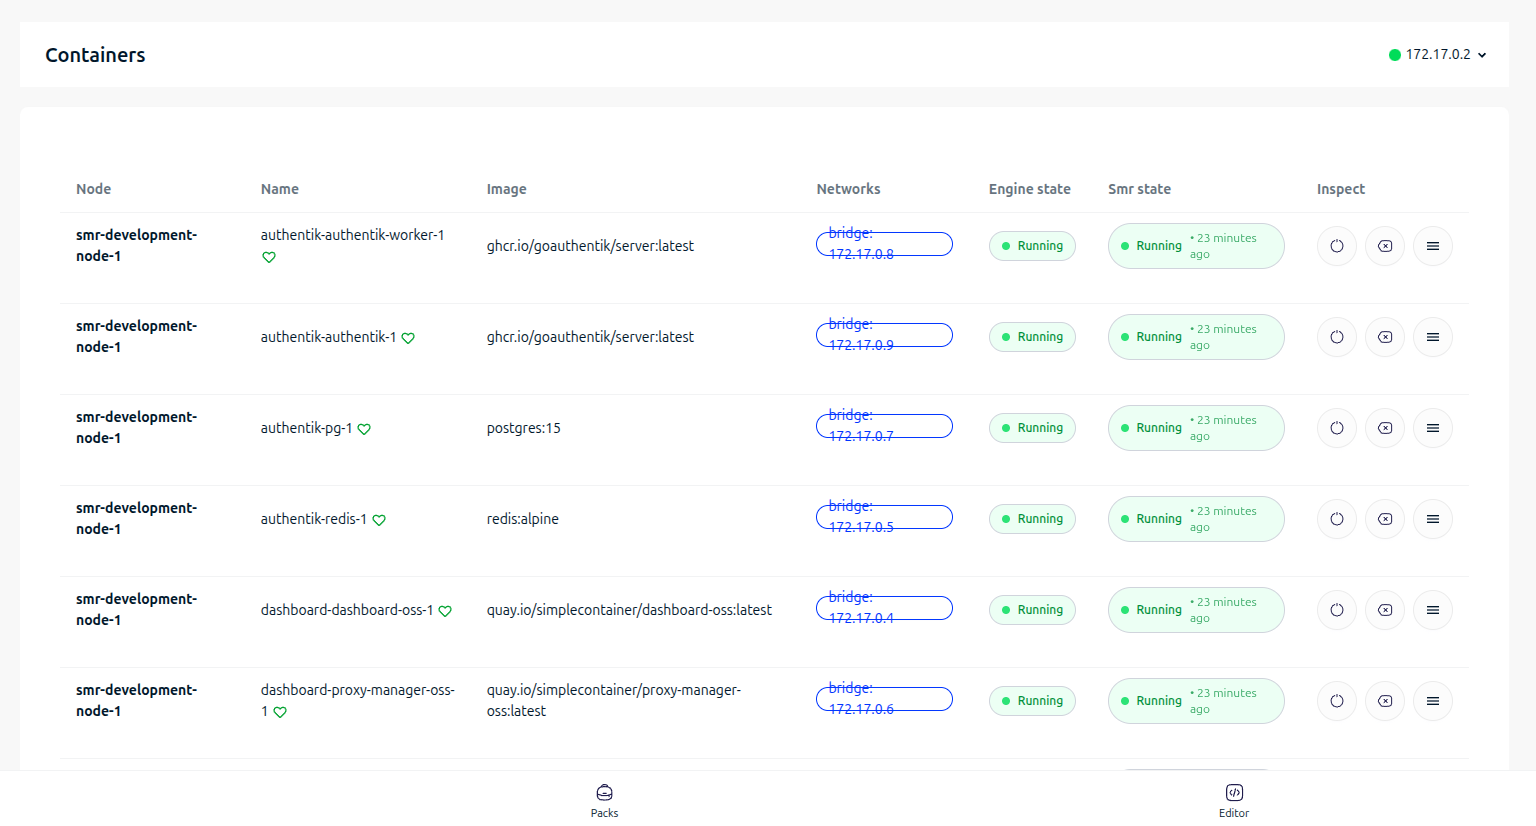 Containers
172.17.0.2
Node Name Image Networks Engine state Smr state Inspect
smr-development-
node-1
authentik-authentik-worker-1
ghcr.io/goauthentik/server:latest
bridge:
172.17.0.8
Running
Running
• 23 minutes
ago
smr-development-
node-1
authentik-authentik-1
ghcr.io/goauthentik/server:latest
bridge:
172.17.0.9
Running
Running
• 23 minutes
ago
smr-development-
node-1
authentik-pg-1
postgres:15
bridge:
172.17.0.7
Running
Running
• 23 minutes
ago
smr-development-
node-1
authentik-redis-1
redis:alpine
bridge:
172.17.0.5
Running
Running
• 23 minutes
ago
smr-development-
node-1
dashboard-dashboard-oss-1
quay.io/simplecontainer/dashboard-oss:latest
bridge:
172.17.0.4
Running
Running
• 23 minutes
ago
smr-development-
node-1
dashboard-proxy-manager-oss-
1
quay.io/simplecontainer/proxy-manager-
oss:latest
bridge:
172.17.0.6
Running
Running
• 23 minutes
ago
Packs
Editor